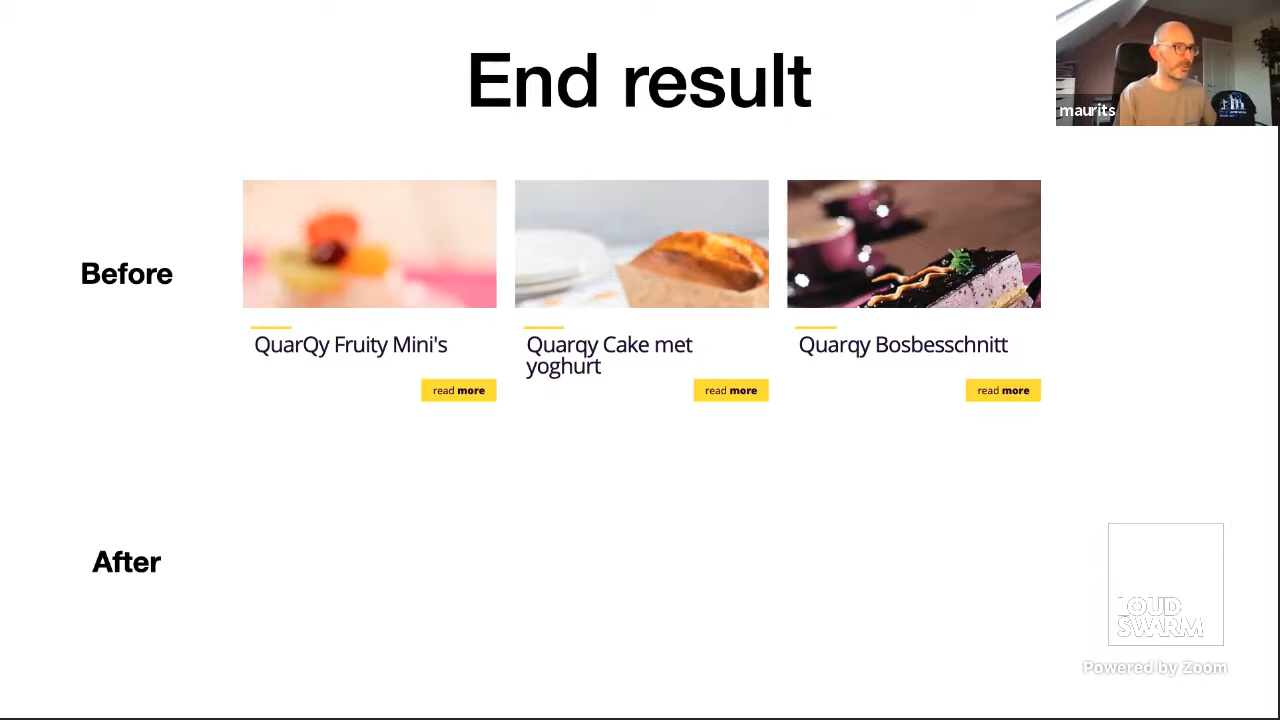 End result
maurits
Before
QuarQy Fruity Mini's
read more
Quarqy Cake met
yoghurt
read more
Quarqy Bosbesschnitt
read more
After
LOUD
SWARM
Powered by Zoom